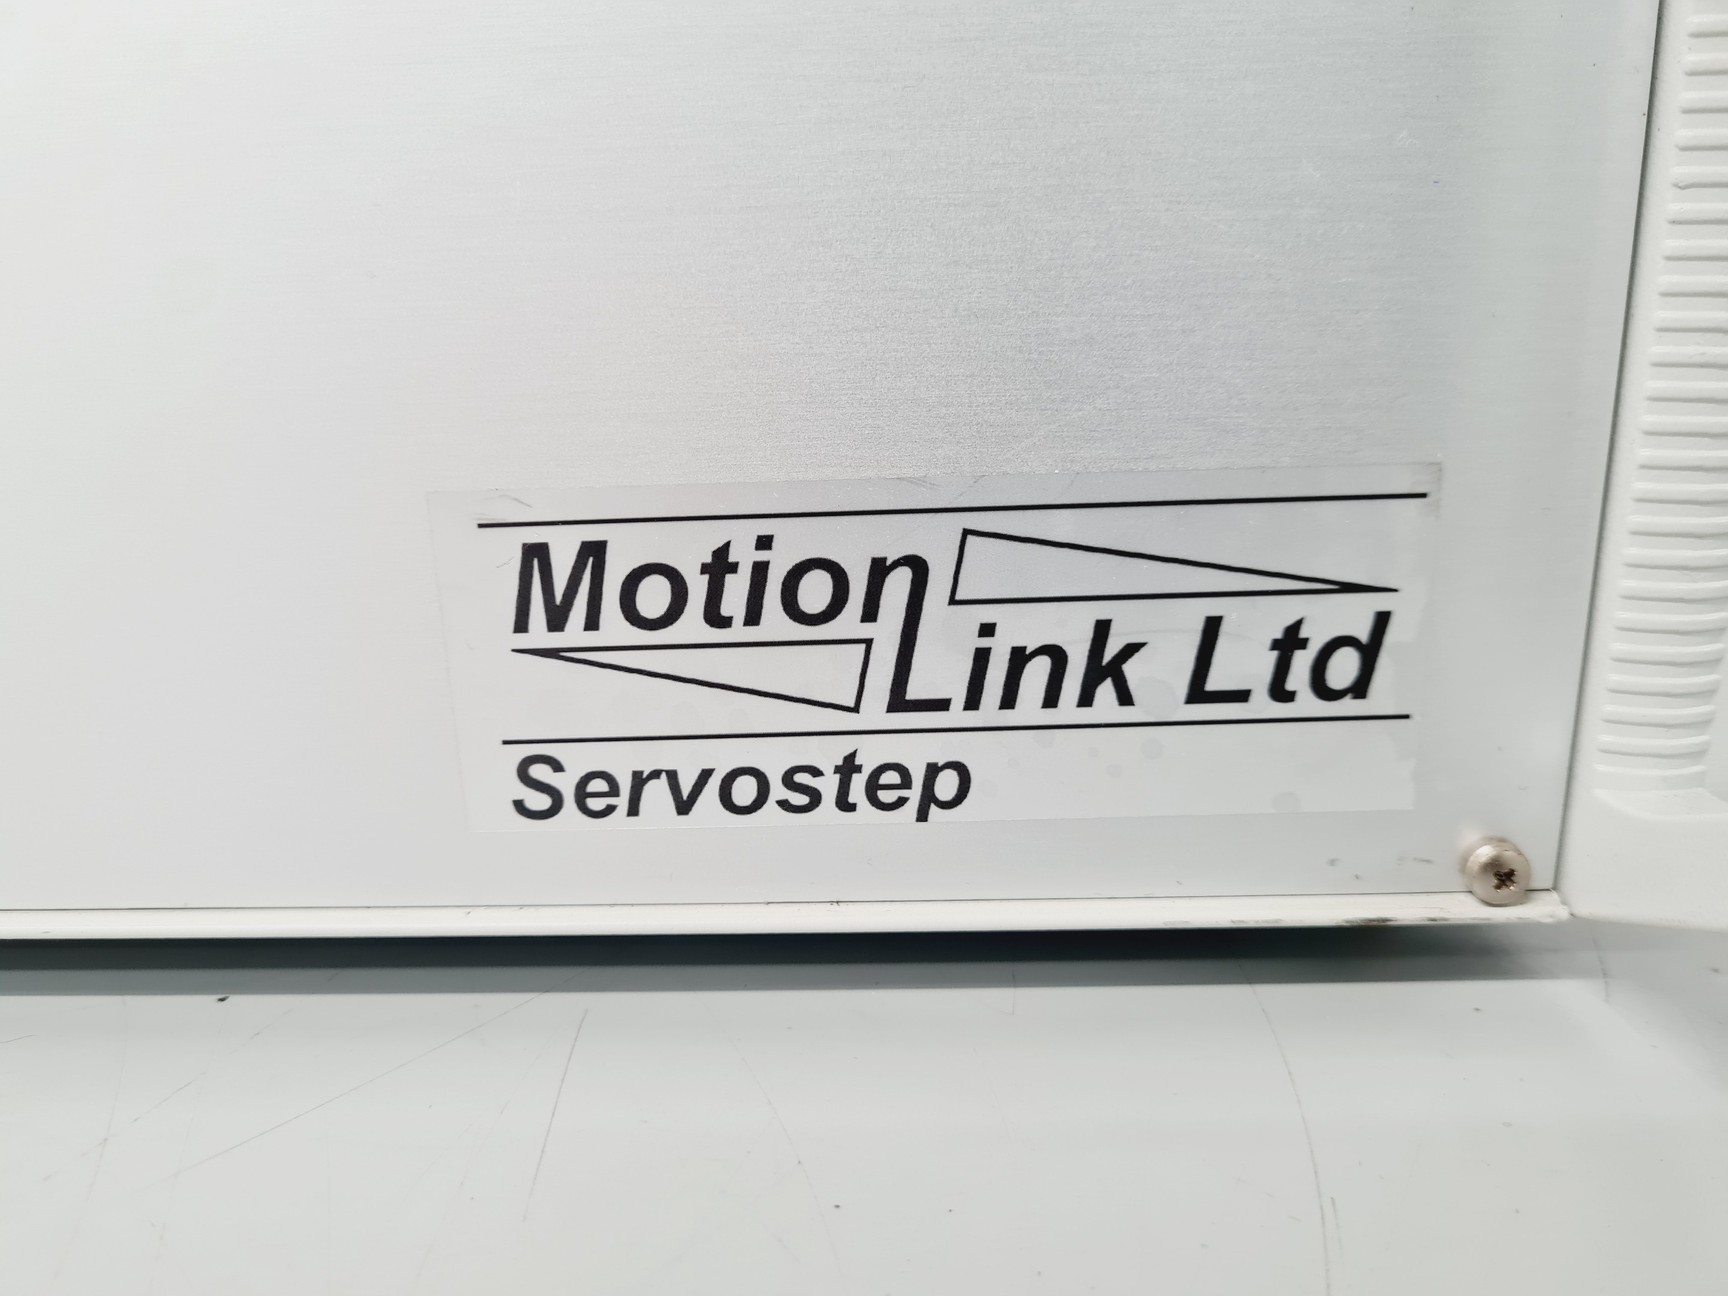 Motion
Link Ltd
Servostep